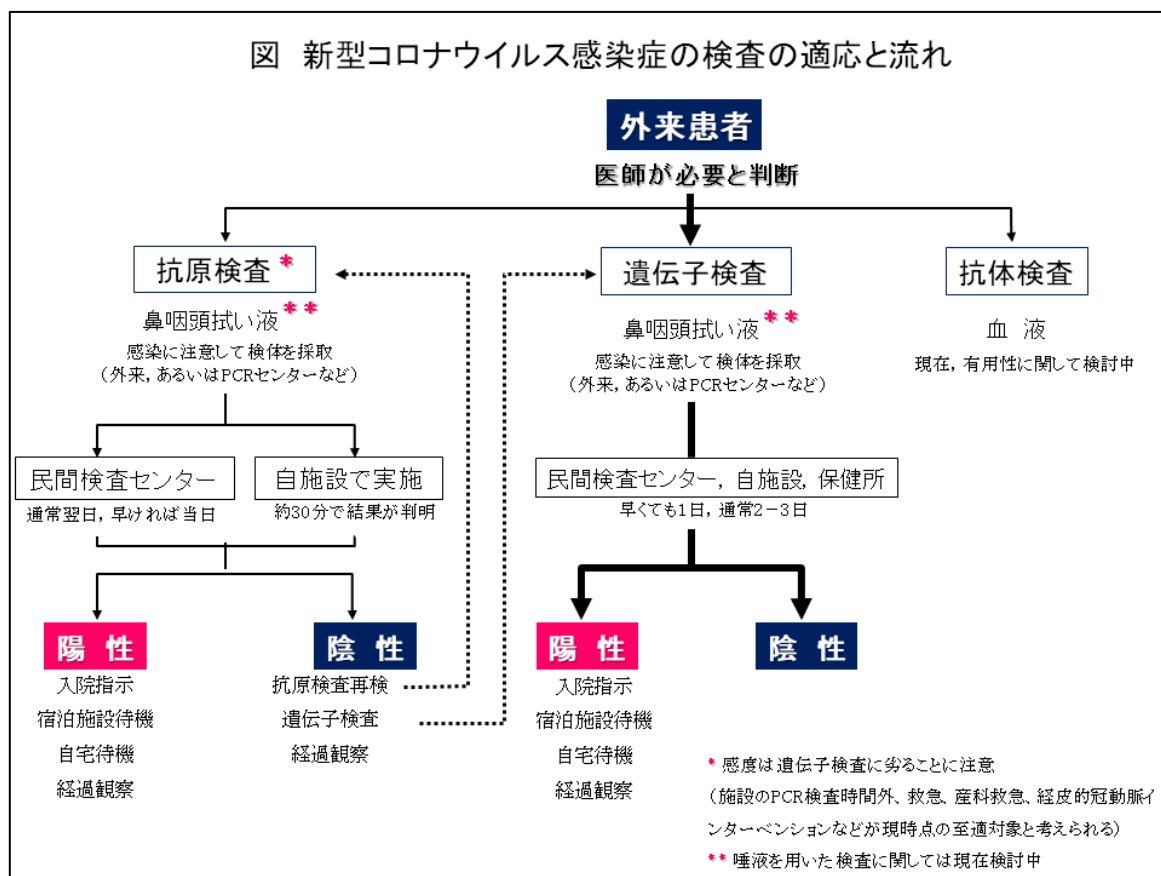 図 新型コロナウイルス感染症の検査の適応と流れ
外来患者
医師が必要と判断
抗原検査*
鼻咽頭拭い液**
感染に注意して検体を採取
（外来，あるいはPCRセンターなど）
民間検査センター
通常翌日，早ければ当日
自施設で実施
約30分で結果が判明
陽 性
入院指示
宿泊施設待機
自宅待機
経過観察
陰 性
抗原検査再検
遺伝子検査
経過観察
遺伝子検査
鼻咽頭拭い液**
感染に注意して検体を採取
（外来，あるいはPCRセンターなど）
民間検査センター，自施設，保健所
早くても1日，通常2－3日
陽 性
入院指示
宿泊施設待機
自宅待機
経過観察
陰 性
抗体検査
血 液
現在，有用性に関して検討中
* 感度は遺伝子検査に劣ることに注意
（施設のPCR検査時間外、救急、産科救急、経皮的冠動脈イ
ンターベンションなどが現時点の至適対象と考えられる）
** 唾液を用いた検査に関しては現在検討中